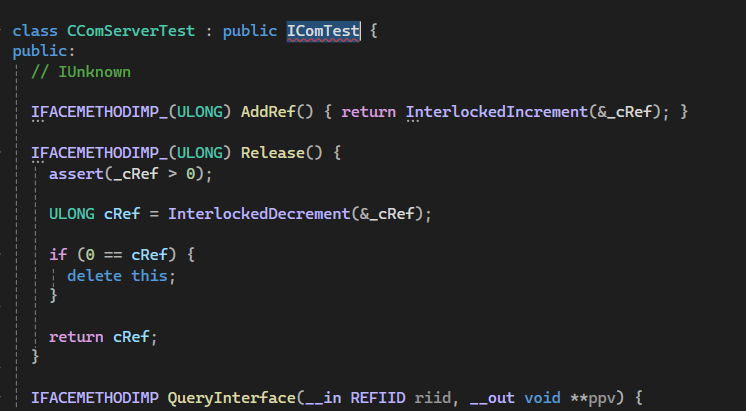 class CComServerTest : public IComTest {
public:
// IUnknown
IFACEMETHODIMP_(ULONG) AddRef() { return InterlockedIncrement(&_cRef); }
IFACEMETHODIMP_(ULONG) Release() {
assert(_cRef > 0);
ULONG cRef = InterlockedDecrement(&_cRef);
if (0 == cRef) {
delete this;
}
return cRef;
}
IFACEMETHODIMP QueryInterface(__in REFIID riid, __out void **ppv) {